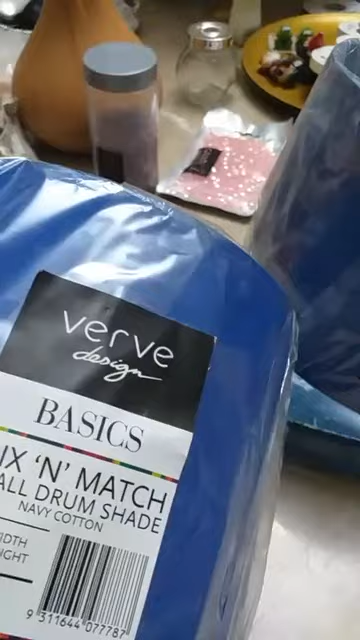 verve
design
BASICS
IX 'N' MATCH
ALL DRUM SHADE
NAVY COTTON
IDTH
IGHT
9 311644 077787